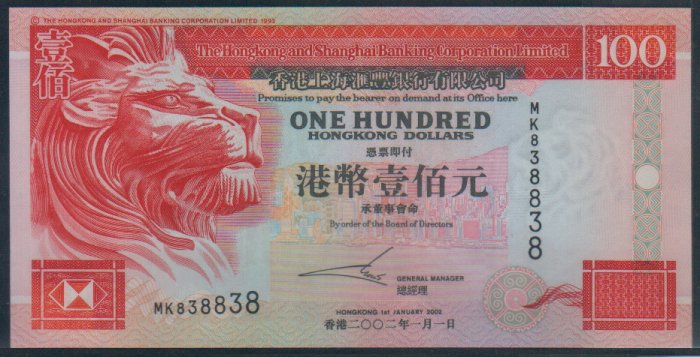 © THE HONGKONG AND SHANGHAI BANKING CORPORATION LIMITED 1993
壹佰
The Hongkong and Shanghai Banking Corporation Limited
100
香港上海滙豐銀行有限公司
Promises to pay the bearer on demand at its Office here
ONE HUNDRED
HONGKONG DOLLARS
憑票即付
港幣壹佰元
承董事會命
By order of the Board of Directors
MK838838
GENERAL MANAGER
總經理
MK838838
HONGKONG 1st JANUARY 2002
香港二〇〇二年一月一日